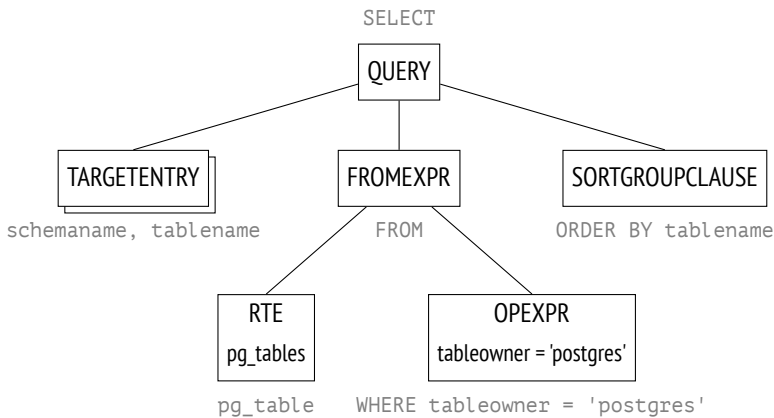 SELECT
QUERY
TARGETENTRY
FROMEXPR
SORTGROUPCLAUSE
schemaname, tablename
FROM
ORDER BY tablename
RTE
pg_tables
OPEXPR
tableowner = 'postgres'
pg_table
WHERE tableowner = 'postgres'